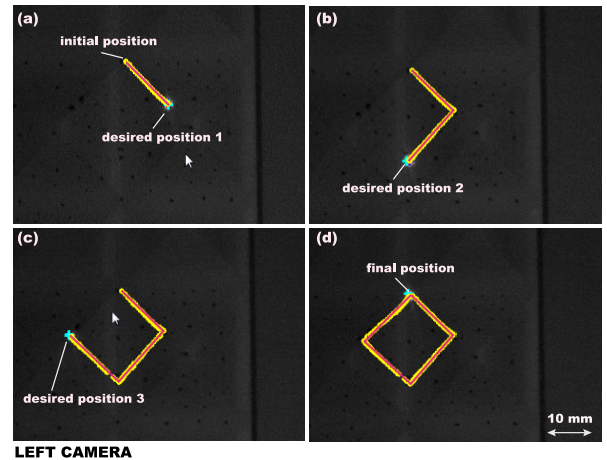 (a)
initial position
desired position 1
(b)
desired position 2
(c)
desired position 3
(d)
final position
10 mm
LEFT CAMERA